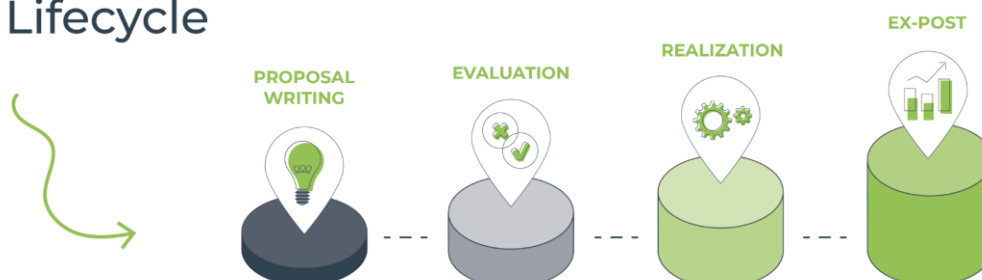 Lifecycle
PROPOSAL
WRITING
EVALUATION
REALIZATION
EX-POST